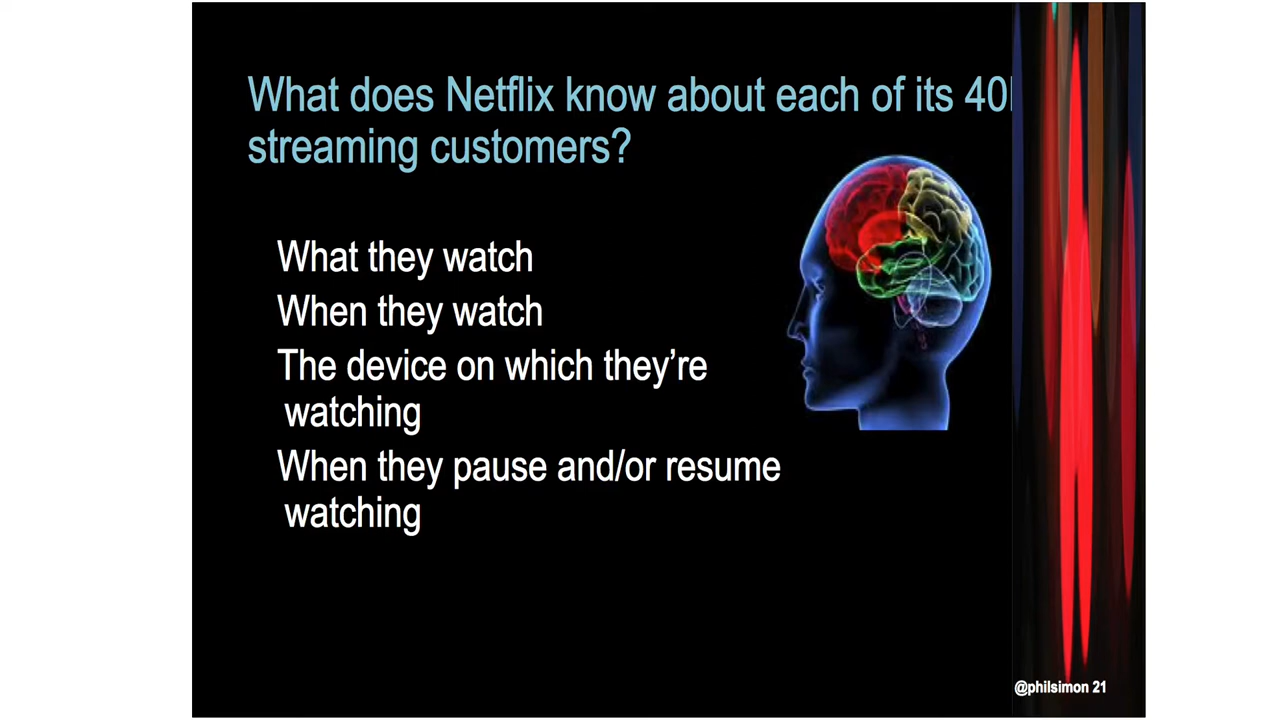 What does Netflix know about each of its
streaming customers?
What they watch
When they watch
The device on which they’re
watching
When they pause and/or resume
watching
@philsimon 21